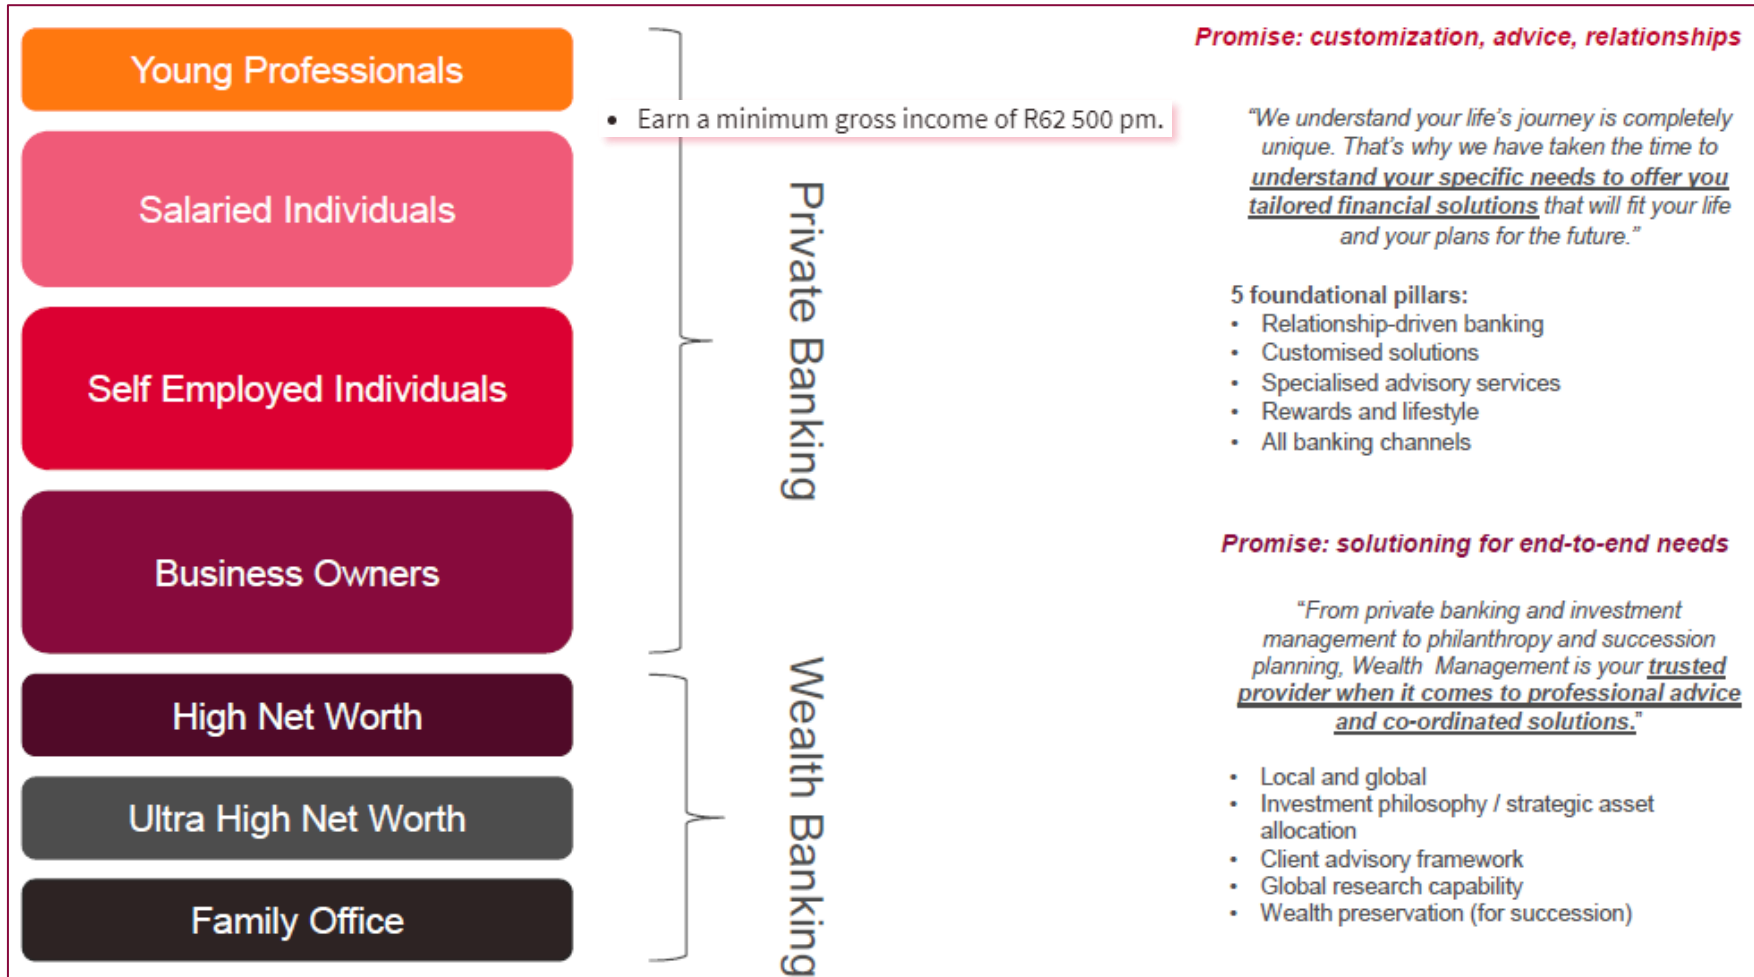 Young Professionals
Salaried Individuals
Self Employed Individuals
Business Owners
High Net Worth
Ultra High Net Worth
Family Office
• Earn a minimum gross income of R62 500 pm.
Private Banking
Wealth Banking
Promise: customization, advice, relationships
“We understand your life’s journey is completely
unique. That’s why we have taken the time to
understand your specific needs to offer you
tailored financial solutions that will fit your life
and your plans for the future.”
5 foundational pillars:
• Relationship-driven banking
• Customised solutions
• Specialised advisory services
• Rewards and lifestyle
• All banking channels
Promise: solutioning for end-to-end needs
“From private banking and investment
management to philanthropy and succession
planning, Wealth Management is your trusted
provider when it comes to professional advice
and co-ordinated solutions.”
• Local and global
• Investment philosophy / strategic asset
allocation
• Client advisory framework
• Global research capability
• Wealth preservation (for succession)